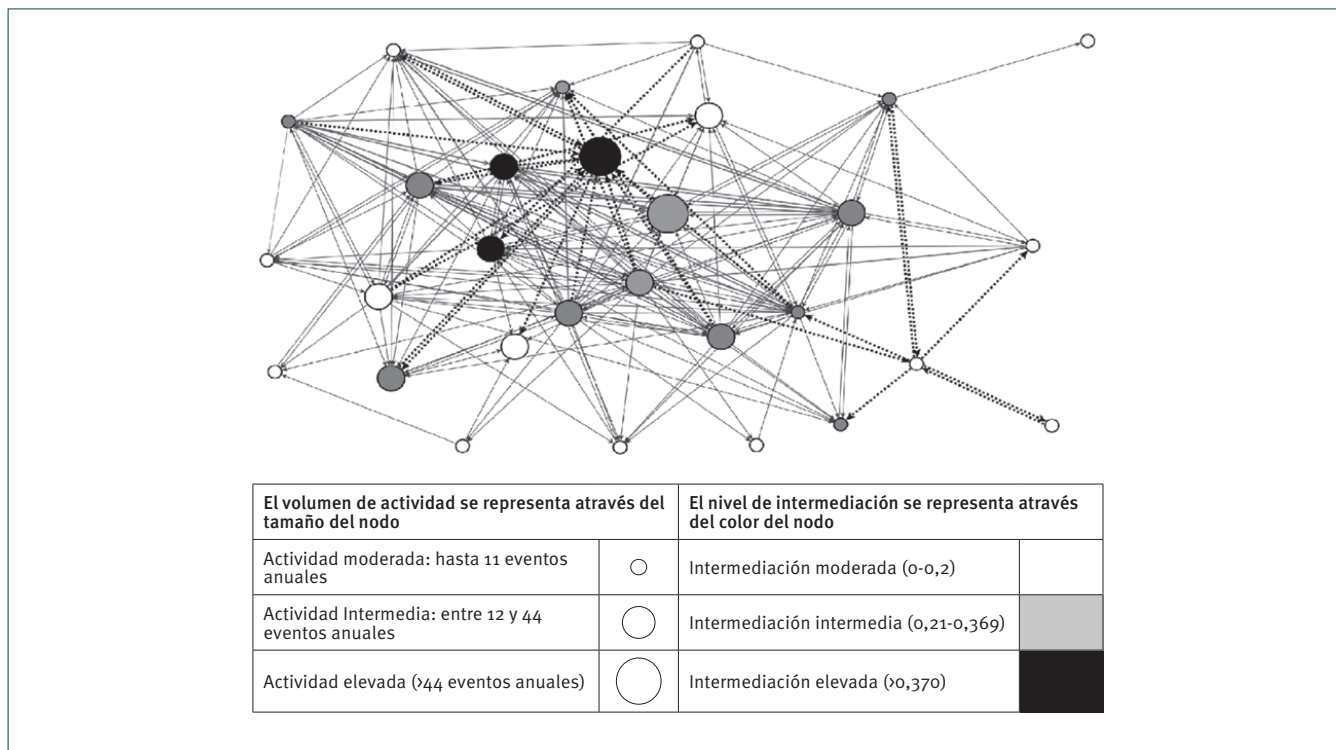 El volumen de actividad se representa através del
tamaño del nodo
El nivel de intermediación se representa através
del color del nodo
Actividad moderada: hasta 11 eventos
anuales
Intermediación moderada (0-0,2)
Actividad Intermedia: entre 12 y 44
eventos anuales
Intermediación intermedia (0,21-0,369)
Actividad elevada (>44 eventos anuales)
Intermediación elevada (>0,370)